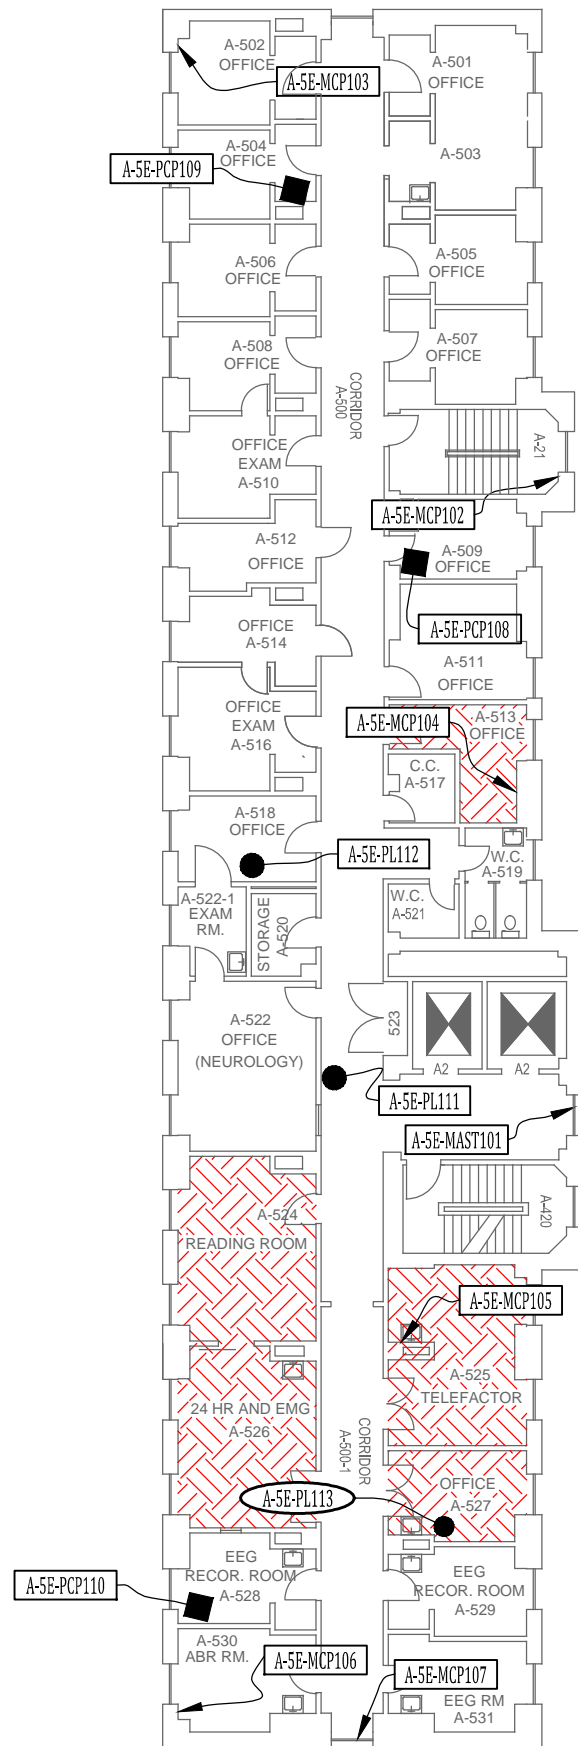 A-502
OFFICE
A-501
OFFICE
A-5E-MCP103
A-504
OFFICE
A-503
A-5E-PCP109
A-506
OFFICE
A-505
OFFICE
A-508
OFFICE
A-507
OFFICE
CORRIDOR
A-500
OFFICE
EXAM
A-510
A-21
A-5E-MCP102
A-512
OFFICE
A-509
OFFICE
A-5E-PCP108
OFFICE
A-514
A-511
OFFICE
OFFICE
EXAM
A-516
A-5E-MCP104
A-513
OFFICE
C.C.
A-517
A-518
OFFICE
A-5E-PL112
W.C.
A-519
A-522-1
EXAM
RM.
STORAGE
A-520
W.C.
A-521
A-522
OFFICE
(NEUROLOGY)
523
A2
A2
A-5E-PL111
A-5E-MAST101
A-524
READING ROOM
A-420
A-5E-MCP105
A-525
TELEFACTOR
24 HR AND EMG
A-526
CORRIDOR
A-500-1
OFFICE
A-527
A-5E-PL113
EEG
RECOR. ROOM
A-528
EEG
RECOR. ROOM
A-529
A-5E-PCP110
A-530
ABR RM.
A-5E-MCP106
A-5E-MCP107
EEG RM
A-531